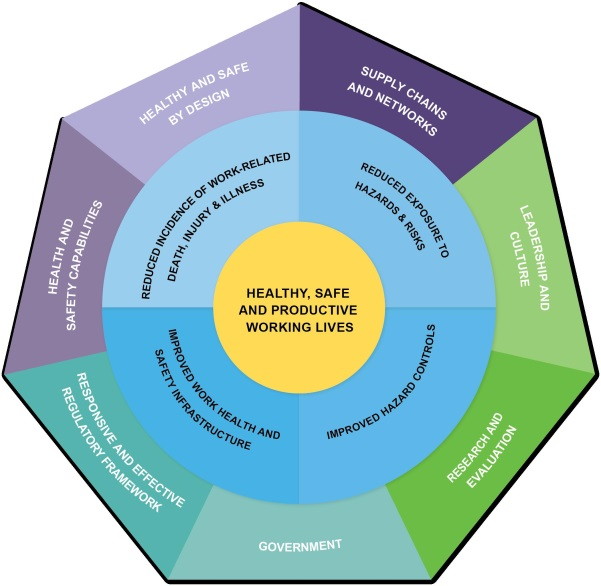 HEALTHY AND SAFE
BY DESIGN
SUPPLY CHAINS
AND NETWORKS
LEADERSHIP AND
CULTURE
RESEARCH AND
EVALUATION
GOVERNMENT
RESPONSIVE AND EFFECTIVE
REGULATORY FRAMEWORK
HEALTH AND
SAFETY CAPABILITIES
REDUCED INCIDENCE OF WORK-RELATED
DEATH, INJURY & ILLNESS
REDUCED EXPOSURE TO
HAZARDS & RISKS
IMPROVED HAZARD CONTROLS
IMPROVED WORK HEALTH AND
SAFETY INFRASTRUCTURE
HEALTHY, SAFE
AND PRODUCTIVE
WORKING LIVES